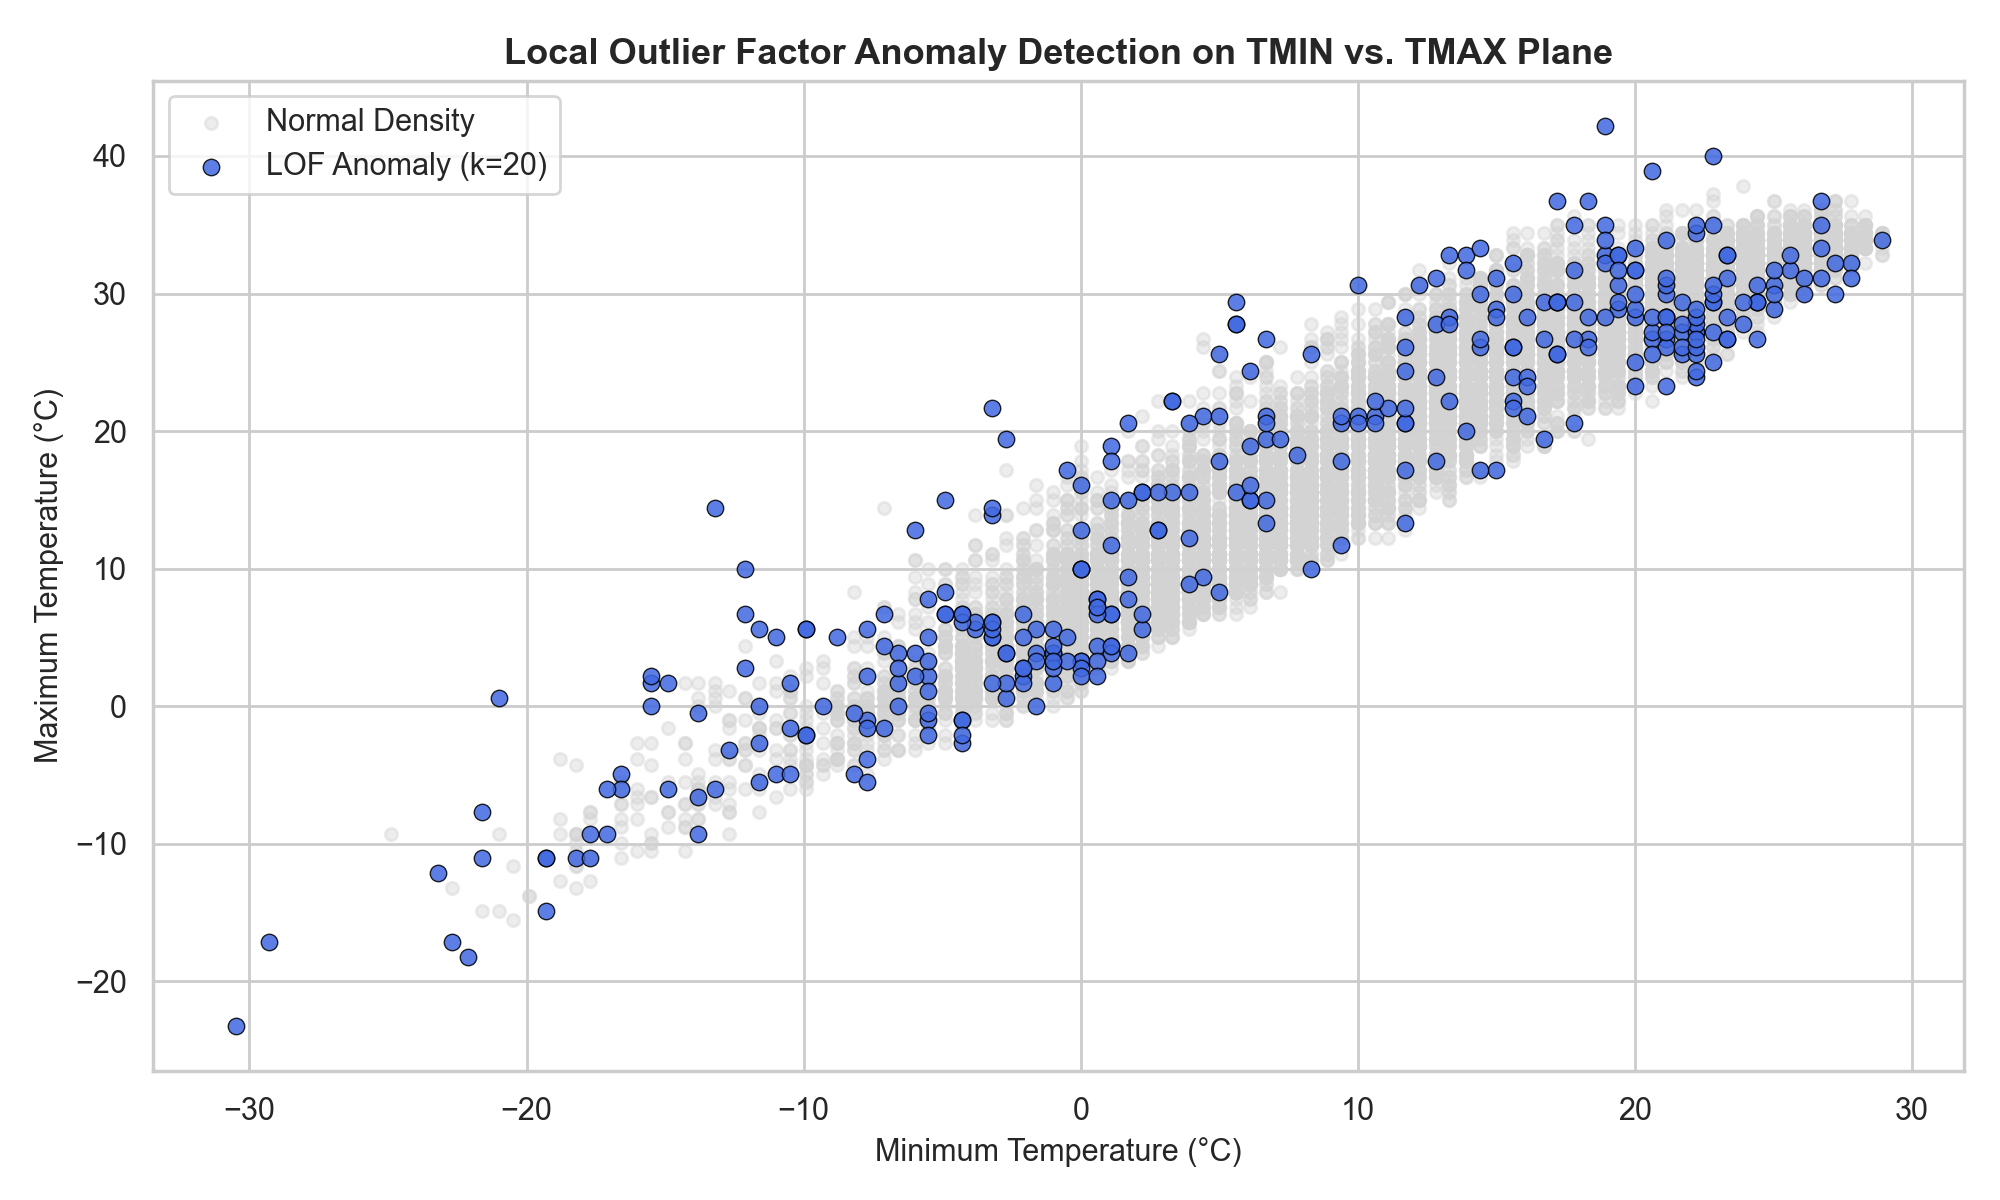 Local Outlier Factor Anomaly Detection on TMIN vs. TMAX Plane
Normal Density
LOF Anomaly (k=20)
Maximum Temperature (°C)
40
30
20
10
0
−10
−20
−30
−20
−10
0
10
20
30
Minimum Temperature (°C)